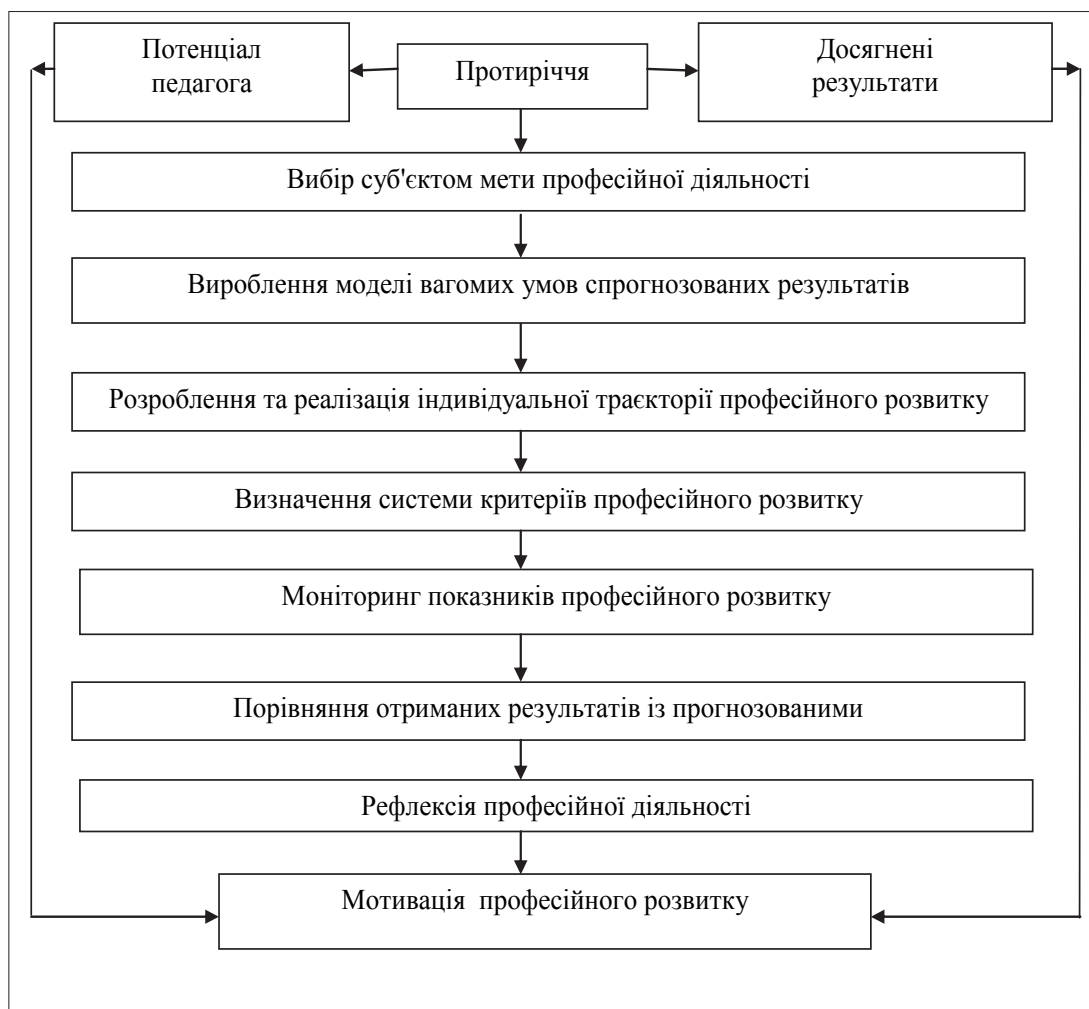 Потенціал
педагога
Протиріччя
Досягнені
результати
Вибір суб'єктом мети професійної діяльності
Вироблення моделі вагомих умов спрогнозованих результатів
Розроблення та реалізація індивідуальної траєкторії професійного розвитку
Визначення системи критеріїв професійного розвитку
Моніторинг показників професійного розвитку
Порівняння отриманих результатів із прогнозованими
Рефлексія професійної діяльності
Мотивація професійного розвитку